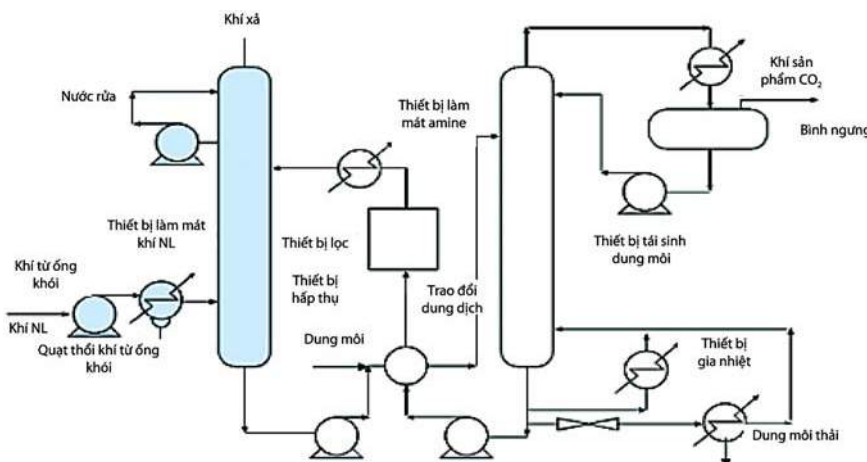 Khí xả
Nước rửa
Thiết bị làm mát
khí NL
Khí từ ống
khói
Khí NL
Quạt thổi khí từ ống
khói
Thiết bị làm
mát amine
Thiết bị lọc
Thiết bị
hấp thụ
Dung môi
Trao đổi
dung dịch
Khí sản
phẩm CO₂
Bình ngưng
Thiết bị tái sinh
dung môi
Thiết bị
gia nhiệt
Dung môi thải